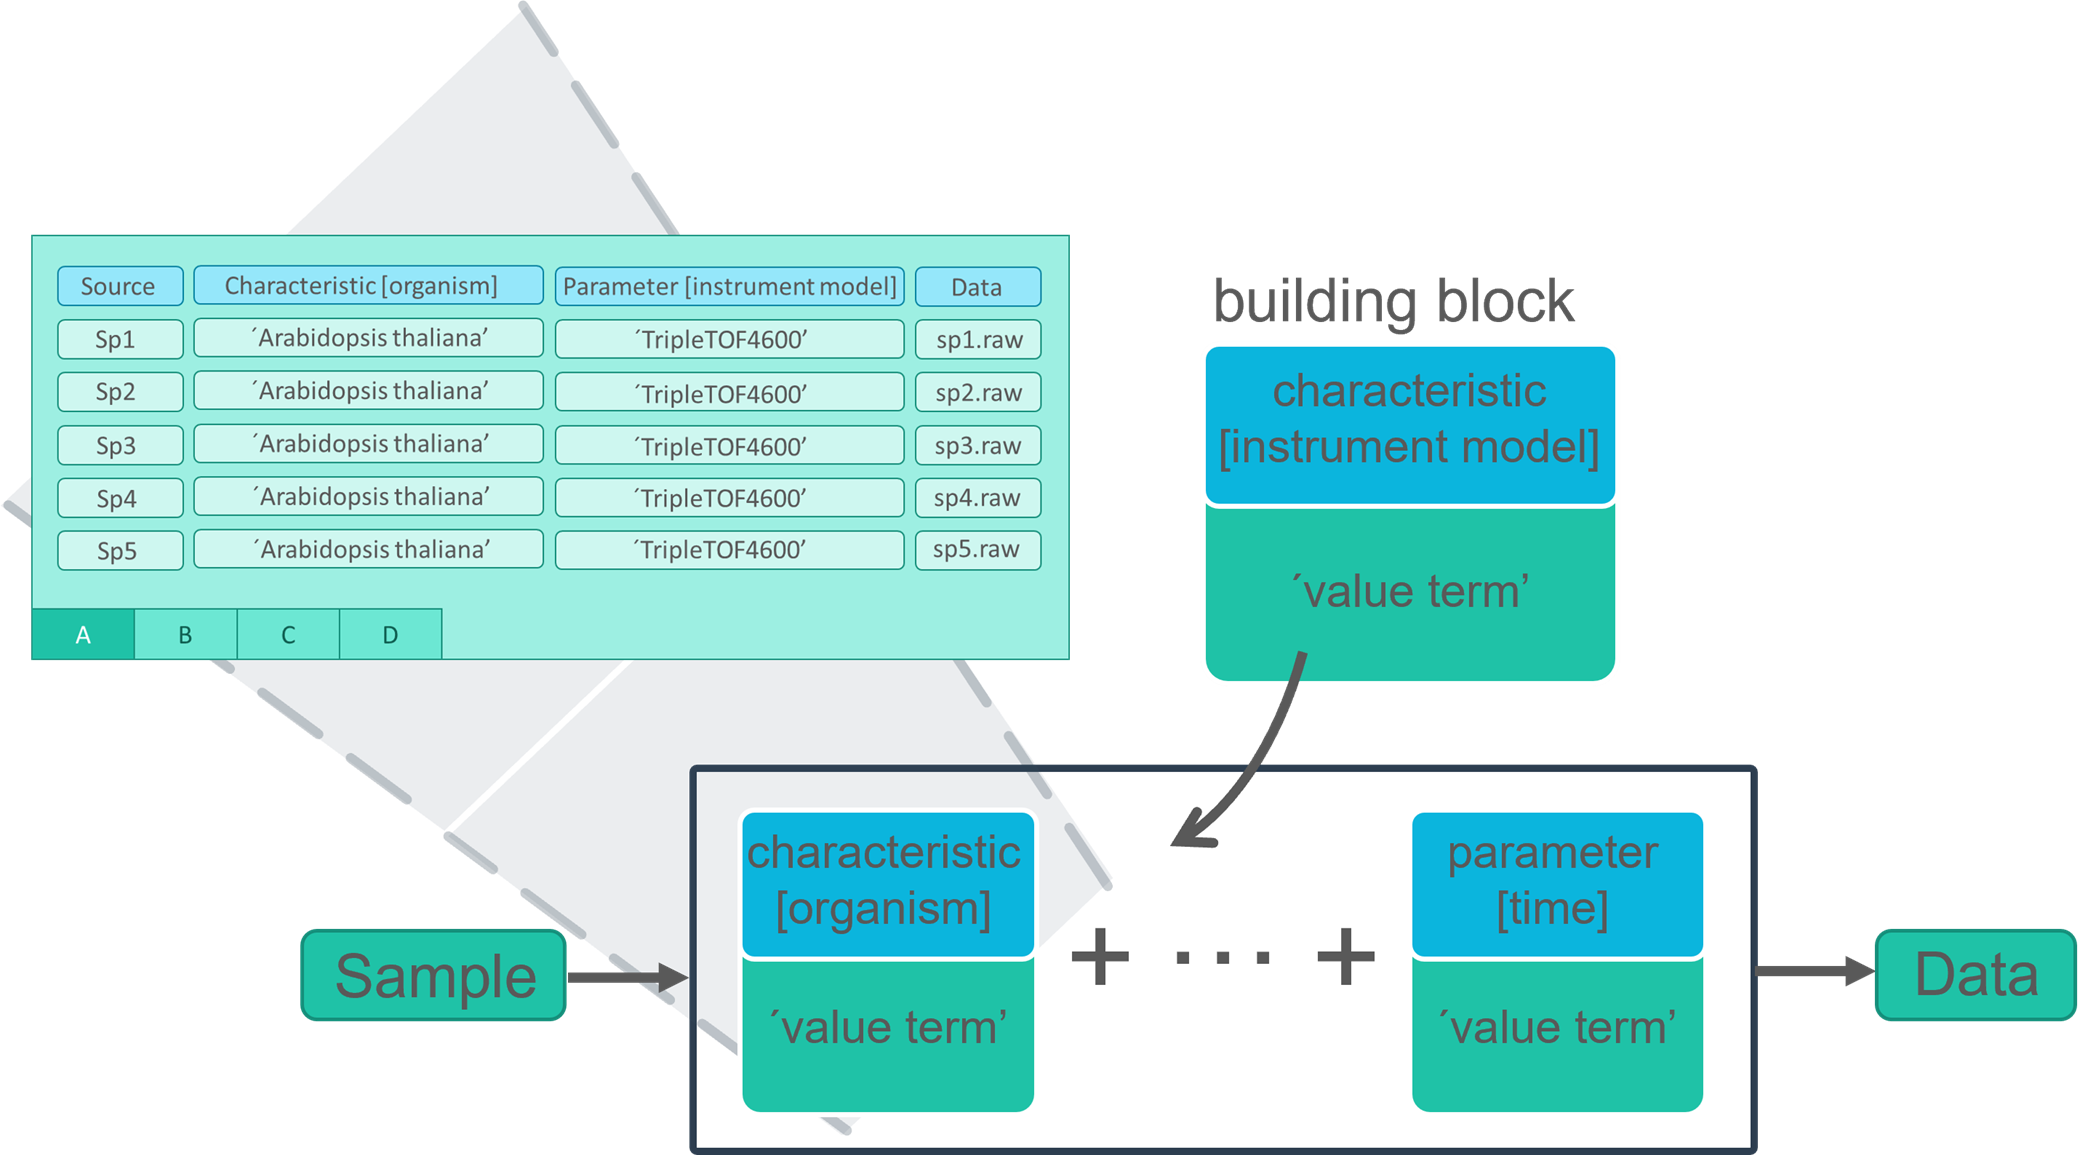 Source Characteristic [organism] Parameter [instrument model] Data
Sp1 ´Arabidopsis thaliana’ ´TripleTOF4600’ sp1.raw
Sp2 ´Arabidopsis thaliana’ ´TripleTOF4600’ sp2.raw
Sp3 ´Arabidopsis thaliana’ ´TripleTOF4600’ sp3.raw
Sp4 ´Arabidopsis thaliana’ ´TripleTOF4600’ sp4.raw
Sp5 ´Arabidopsis thaliana’ ´TripleTOF4600’ sp5.raw
A B C D
building block
characteristic
[instrument model]
´value term’
Sample
characteristic
[organism]
´value term’
+ ... +
parameter
[time]
´value term’
Data